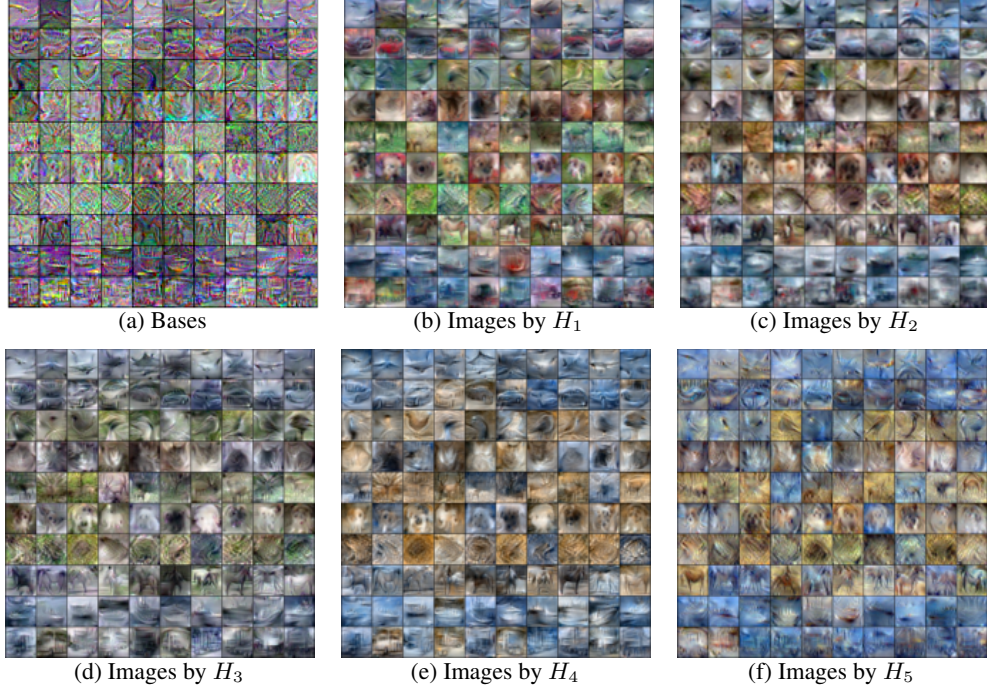 (a) Bases
(b) Images by H₁
(c) Images by H₂
(d) Images by H₃
(e) Images by H₄
(f) Images by H₅